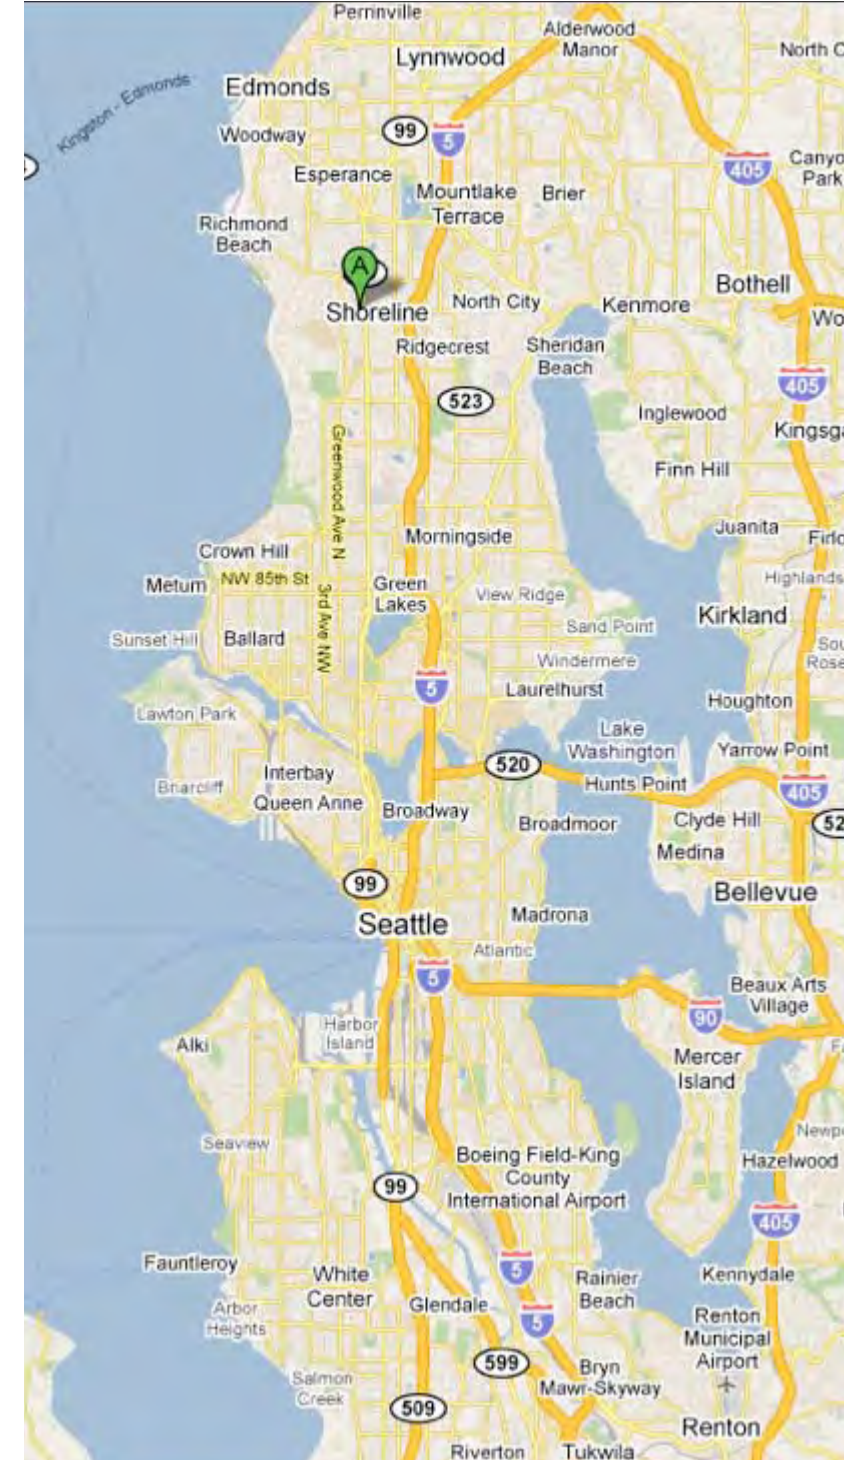 Perrinville
Alderwood
Manor
North C
Lynnwood
Edmonds
Kingston - Edmonds
99
5
Woodway
Canyo
Park
405
Esperance
Mountlake
Terrace
Brier
Richmond
Beach
A
Bothell
Shoreline
North City
Kenmore
Wo
Ridgecrest
Sheridan
Beach
405
523
Inglewood
Kingsga
Greenwood Ave N
Finn Hill
Morningside
Juanita
Crown Hill
Metum
NW 85th St
Green
Lakes
View Ridge
Highlands
3rd Ave NW
Kirkland
Sunset Hill
Ballard
Sand Point
Sou
Rose
Windermere
5
Laurelhurst
Houghton
Lawton Park
Lake
Washington
Yarrow Point
520
Interbay
Hunts Point
Briarcliff
405
Queen Anne
Broadway
Broadmoor
Clyde Hill
52
Medina
99
Bellevue
Seattle
Madrona
Atlantic
5
Beaux Arts
Village
90
Harbor
Island
Alki
Mercer
Island
Seaview
Newp
Boeing Field-King
County
International Airport
Hazelwood
99
405
Fauntleroy
5
White
Center
Rainier
Beach
Kennydale
Glendale
Arbor
Heights
5
Renton
Municipal
Airport
599
Bryn
Mawr-Skyway
Salmon
Creek
509
Renton
Riverton
Tukwila